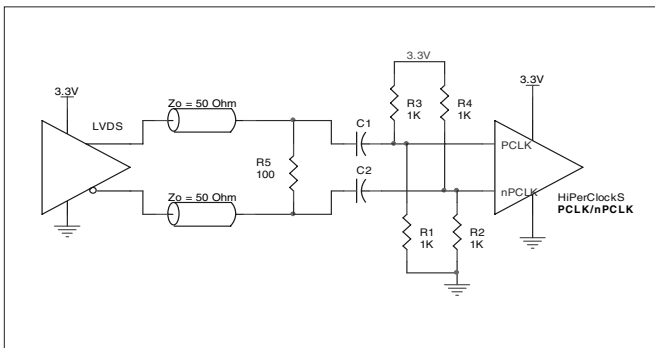 3.3V
3.3V
3.3V
Zo = 50 Ohm
R3
1K
R4
1K
LVDS
C1
PCLK
R5
100
C2
nPCLK
Zo = 50 Ohm
HiPerClockS
PCLK/nPCLK
R1
1K
R2
1K